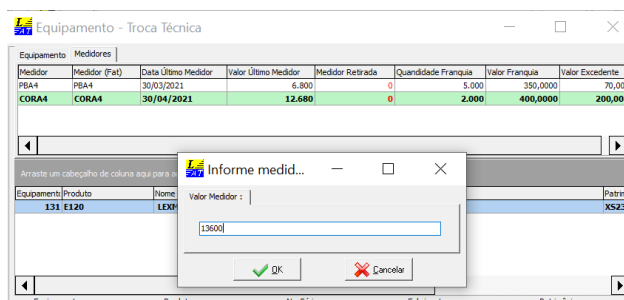 Equipamento - Troca Técnica
Equipamento Medidores
Medidor Medidor (Fat) Data Último Medidor Valor Último Medidor Medidor Retirada Quandidade Franquia Valor Franquia Valor Excedente
PBA4 PBA4 30/03/2021 6.800 0 5.000 350,0000 70,00
CORA4 CORA4 30/04/2021 12.680 0 2.000 400,0000 200,00
Arraste um cabeçalho de coluna aqui para a
Informe medid...
Valor Medidor :
13600
OK Cancelar
Equipamento Produto Nome Patrim
131 E120 LEXM XS23